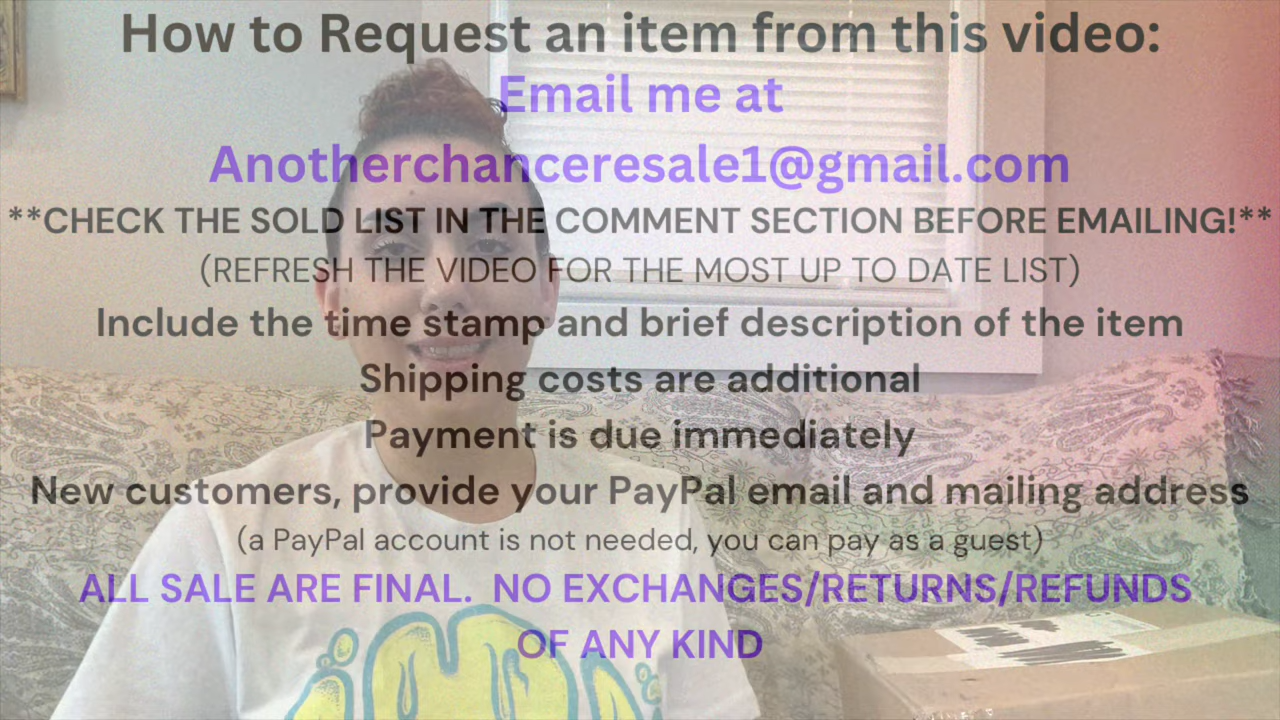 How to Request an item from this video:
Email me at
Anotherchanceresale1@gmail.com
**CHECK THE SOLD LIST IN THE COMMENT SECTION BEFORE EMAILING!**
(REFRESH THE VIDEO FOR THE MOST UP TO DATE LIST)
Include the time stamp and brief description of the item
Shipping costs are additional
Payment is due immediately
New customers, provide your PayPal email and mailing address
(a PayPal account is not needed, you can pay as a guest)
ALL SALE ARE FINAL. NO EXCHANGES/RETURNS/REFUNDS
OF ANY KIND